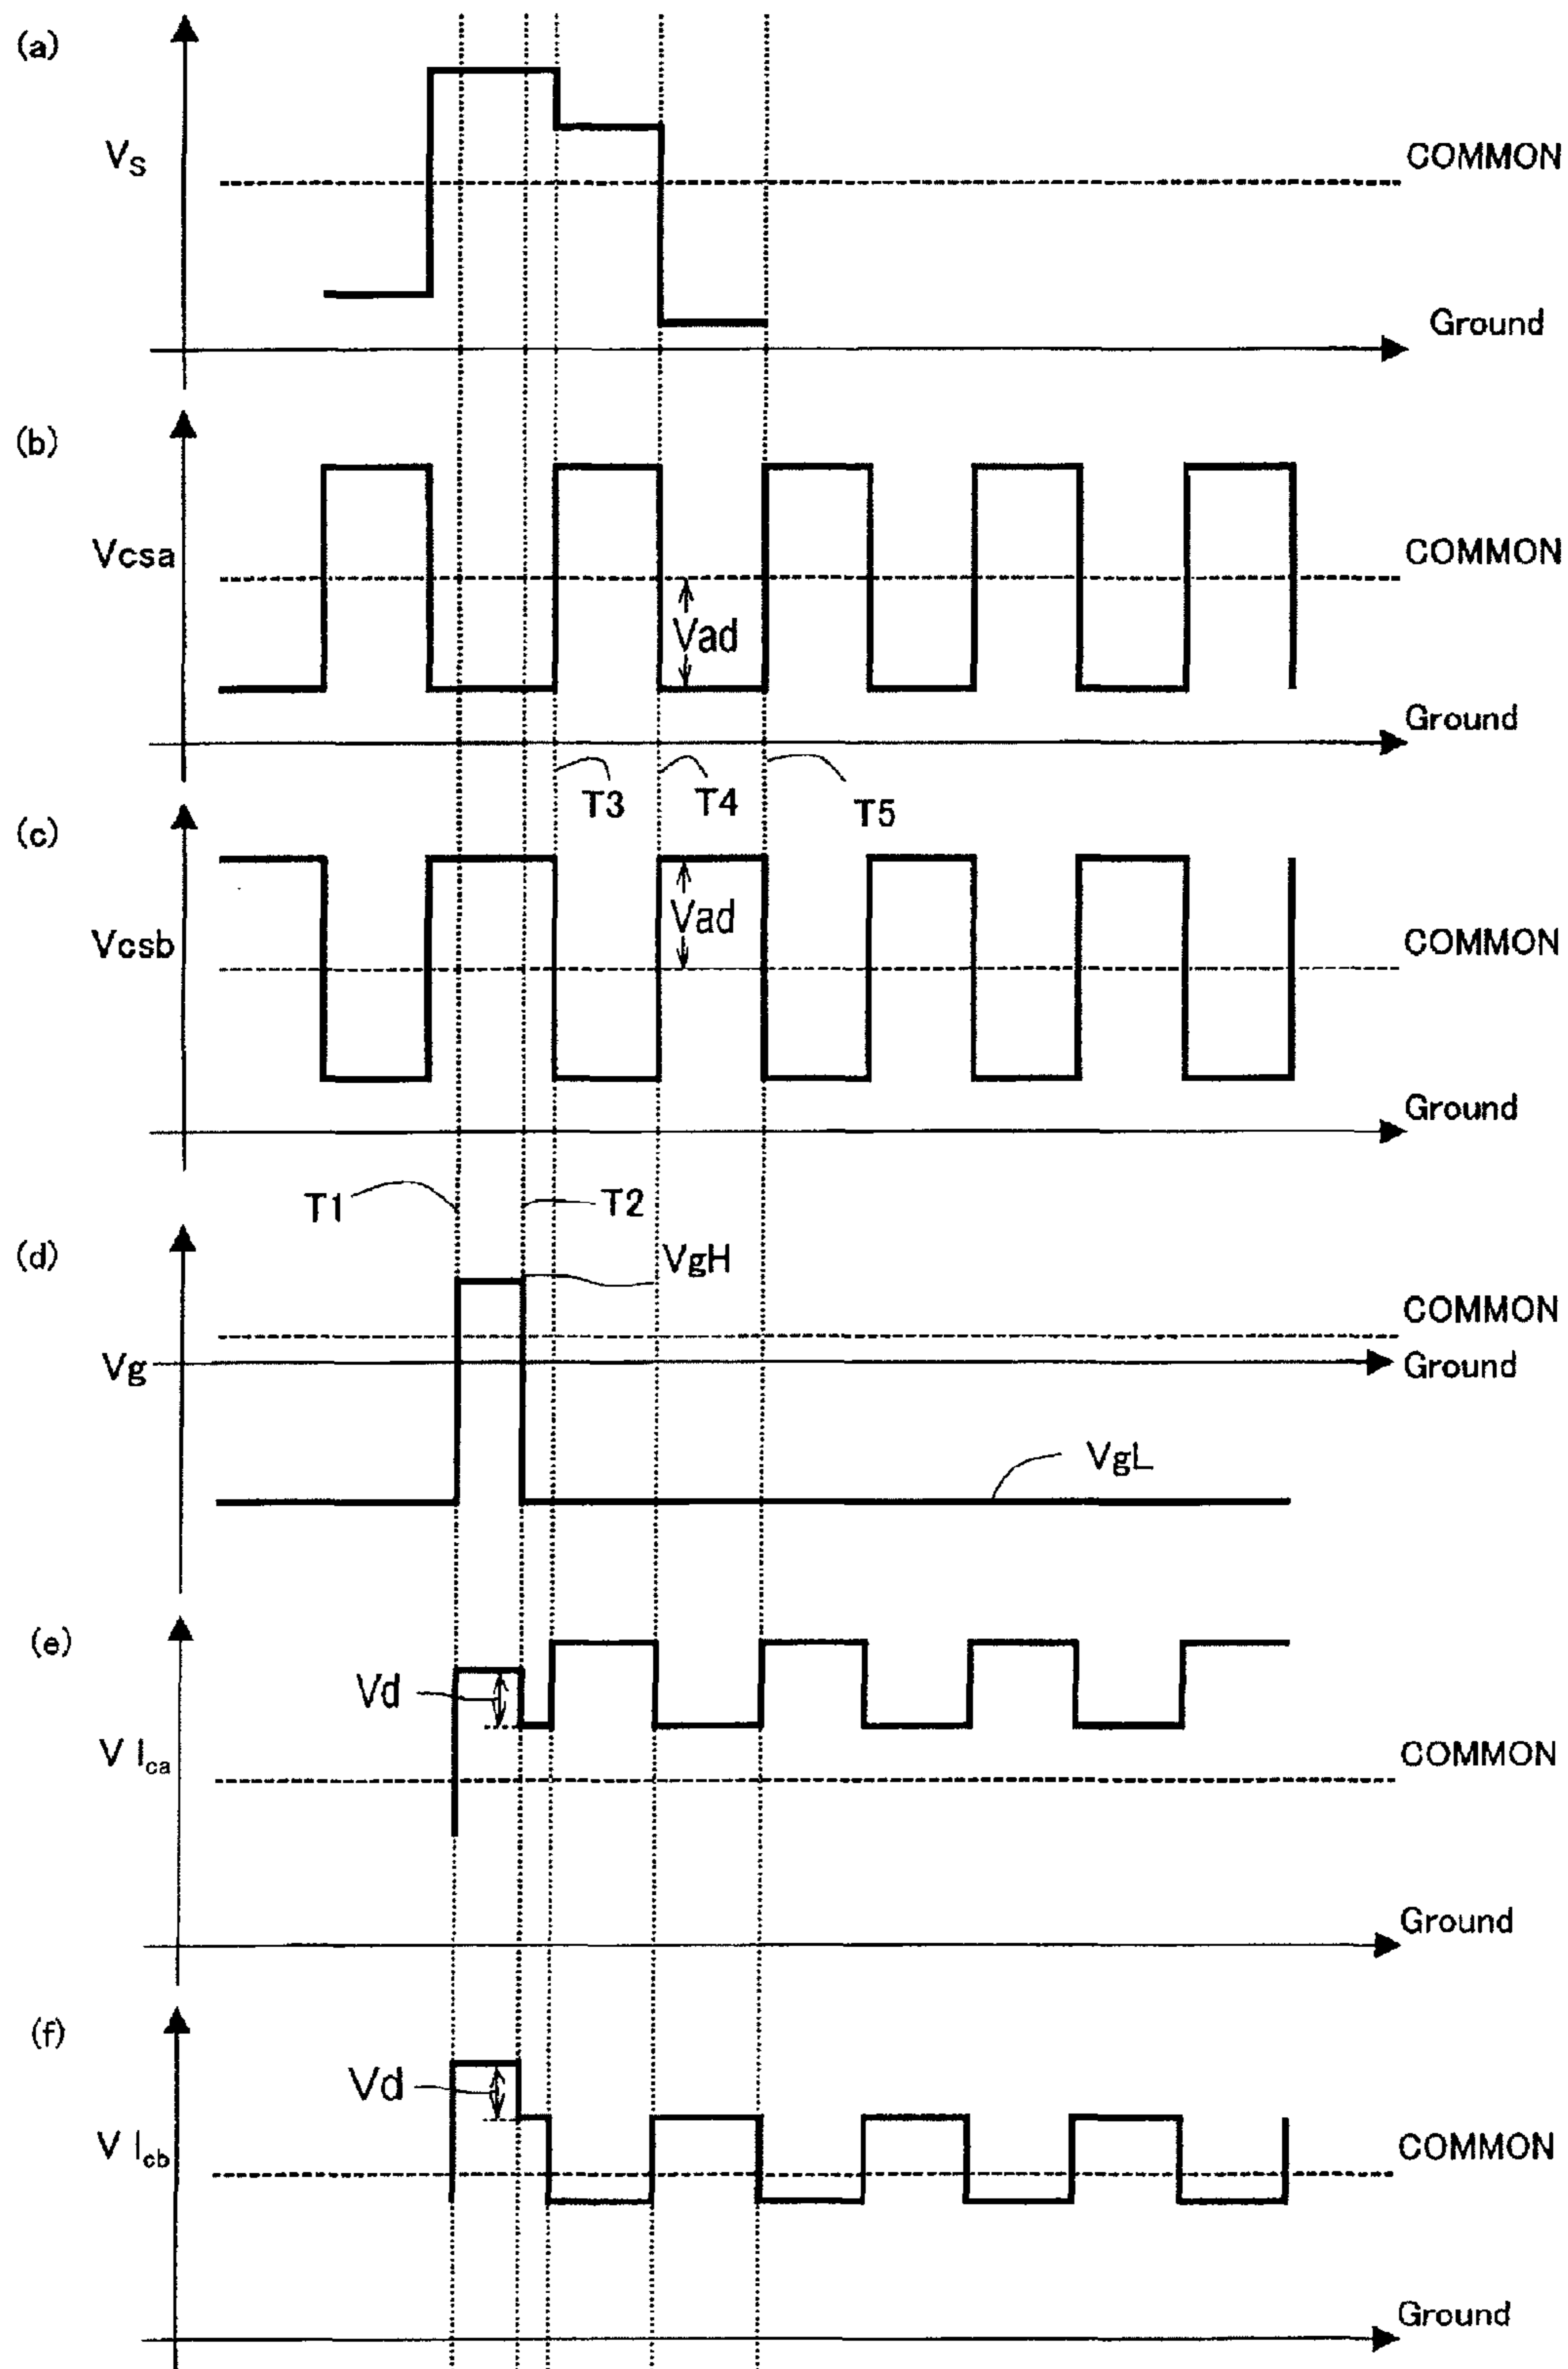 (a)
VS
COMMON
Ground
(b)
Vcsa
COMMON
Vad
Ground
T3
T4
T5
(c)
Vcsb
Vad
COMMON
Ground
T1
T2
(d)
VgH
COMMON
Vg
Ground
VgL
(e)
Vd
V lca
COMMON
Ground
(f)
Vd
V lcb
COMMON
Ground